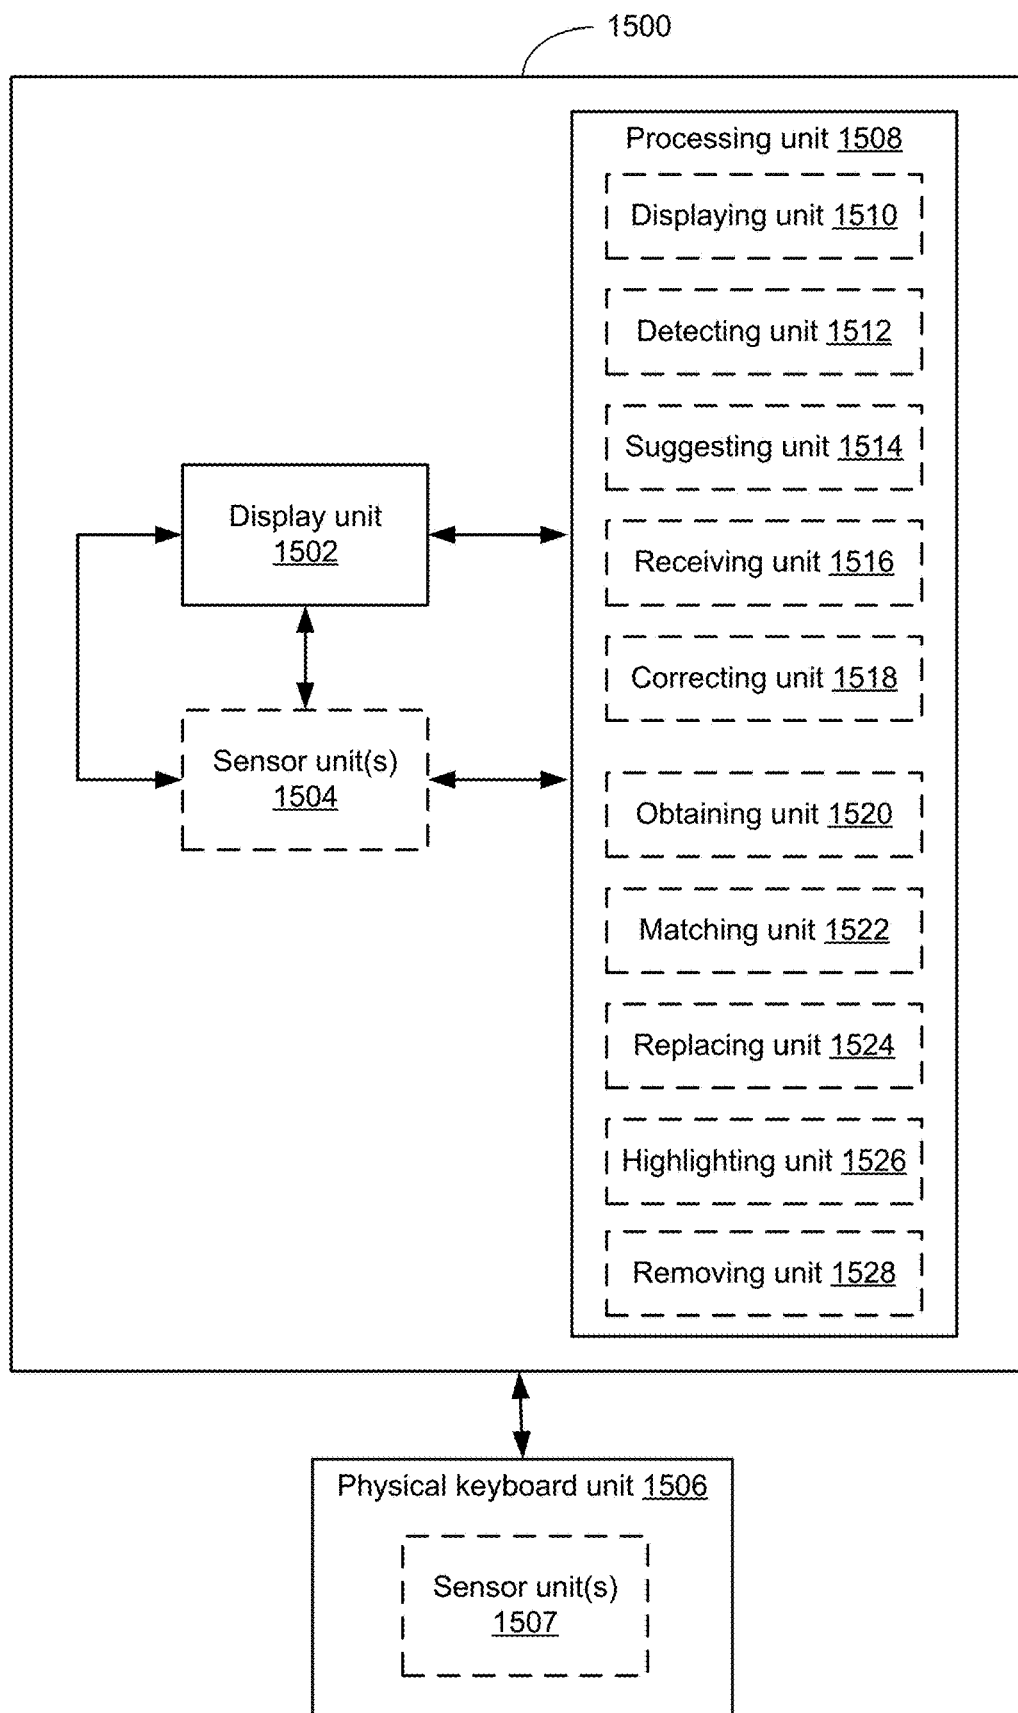 1500
Processing unit 1508
Displaying unit 1510
Detecting unit 1512
Suggesting unit 1514
Display unit
1502
Receiving unit 1516
Correcting unit 1518
Sensor unit(s)
1504
Obtaining unit 1520
Matching unit 1522
Replacing unit 1524
Highlighting unit 1526
Removing unit 1528
Physical keyboard unit 1506
Sensor unit(s)
1507